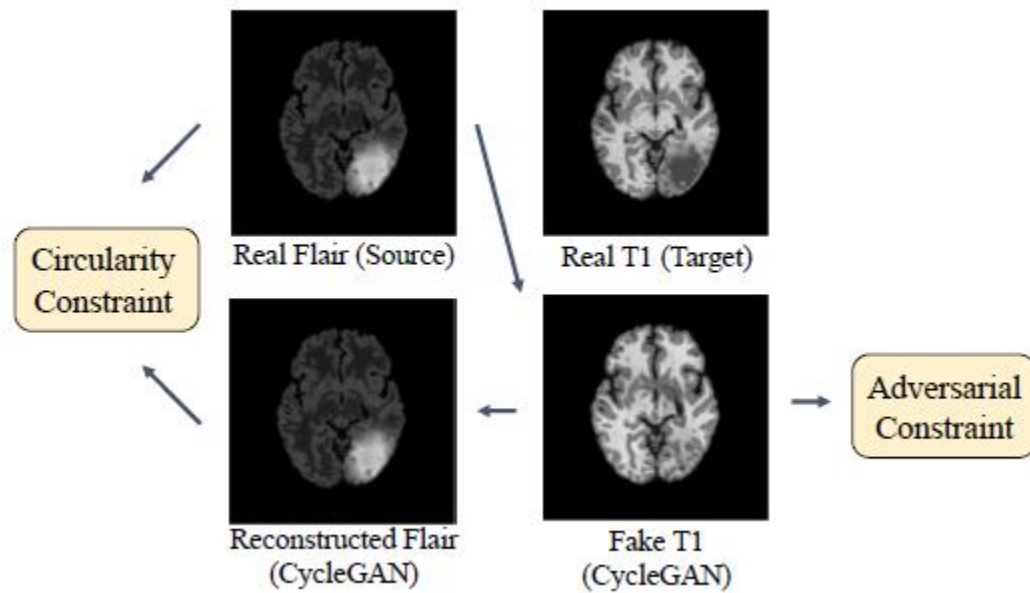 Real Flair (Source)
Real T1 (Target)
Circularity
Constraint
Adversarial
Constraint
Reconstructed Flair
(CycleGAN)
Fake T1
(CycleGAN)